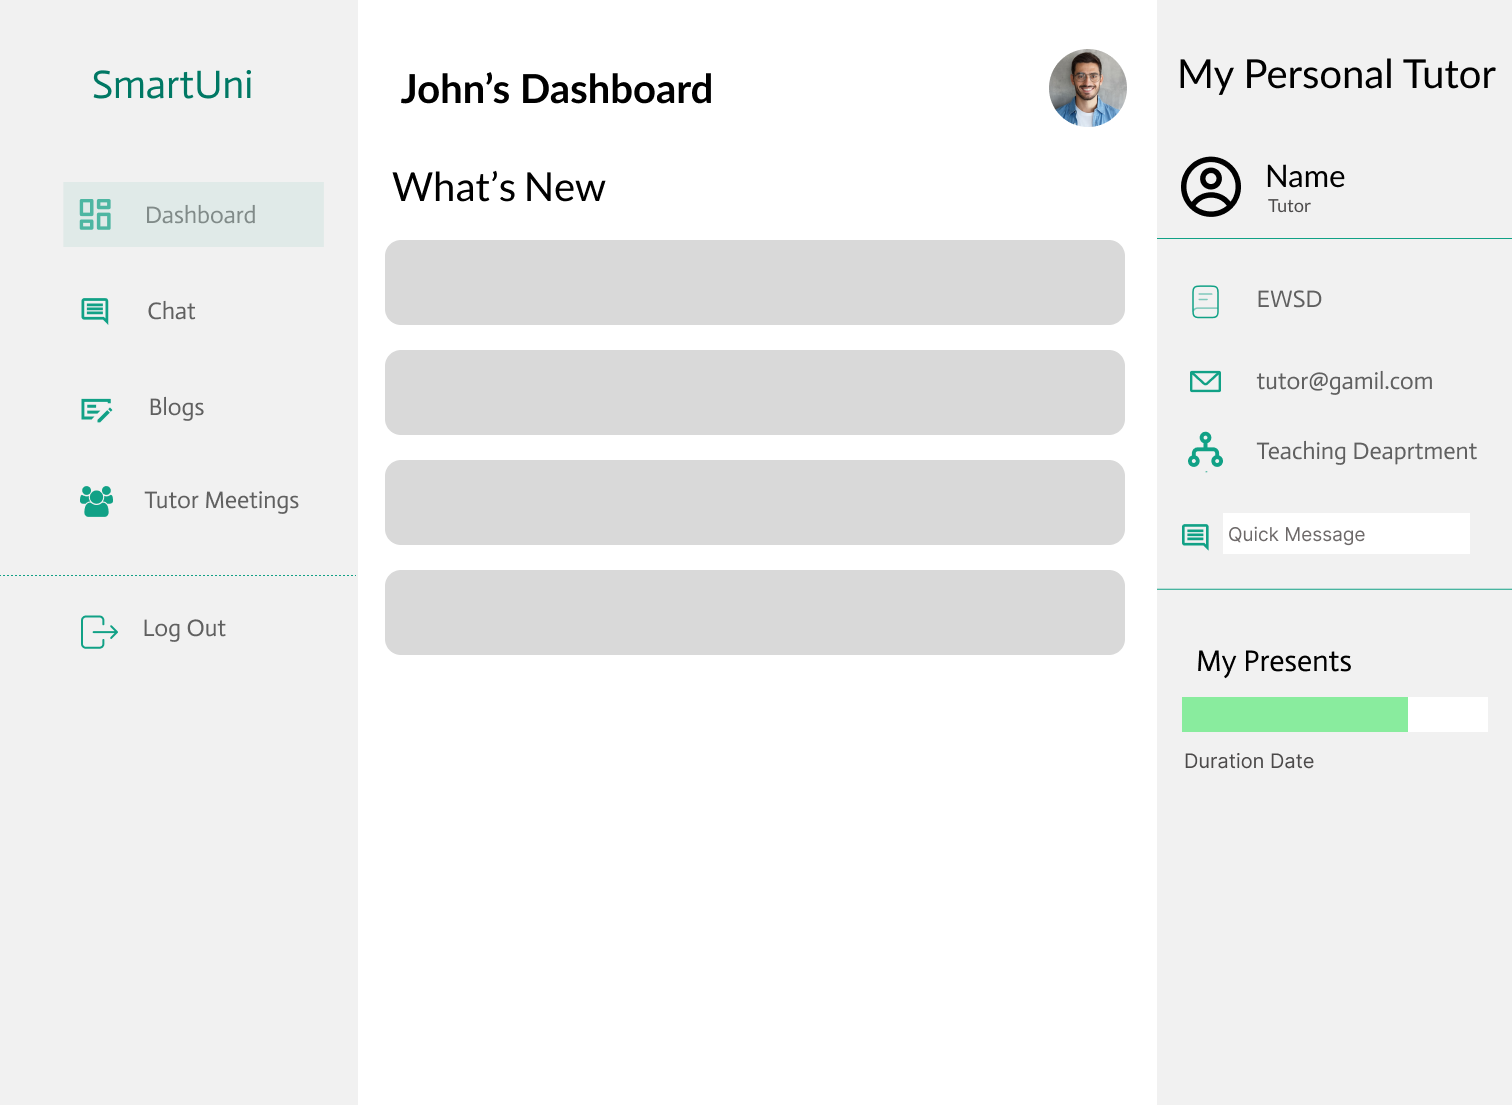 SmartUni
Dashboard
Chat
Blogs
Tutor Meetings
Log Out
John’s Dashboard
What’s New
My Personal Tutor
Name
Tutor
EWSD
tutor@gamil.com
Teaching Deaprtment
Quick Message
My Presents
Duration Date